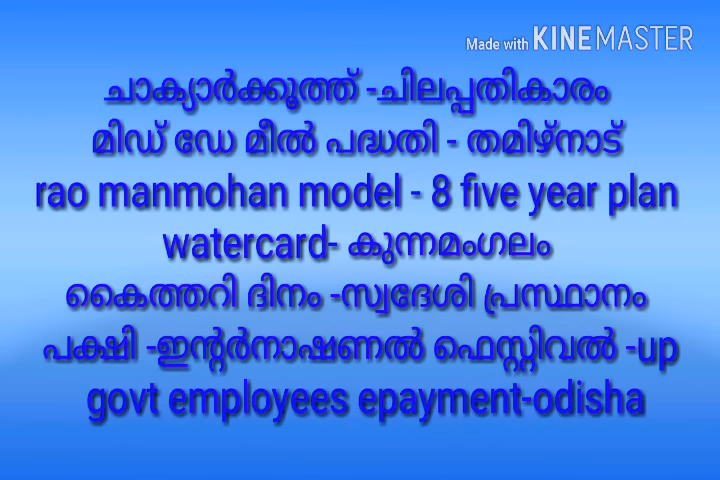 Made with KINEMASTER
ചാക്യാർക്കൂത്ത് -ചിലപ്പതികാരം
മിഡ് ഡേ മീൽ പദ്ധതി - തമിഴ്നാട്
rao manmohan model - 8 five year plan
watercard- കുന്നമംഗലം
കൈത്തറി ദിനം -സ്വദേശി പ്രസ്ഥാനം
പക്ഷി -ഇന്റർനാഷണൽ ഫെസ്റ്റിവൽ -up
govt employees epayment-odisha